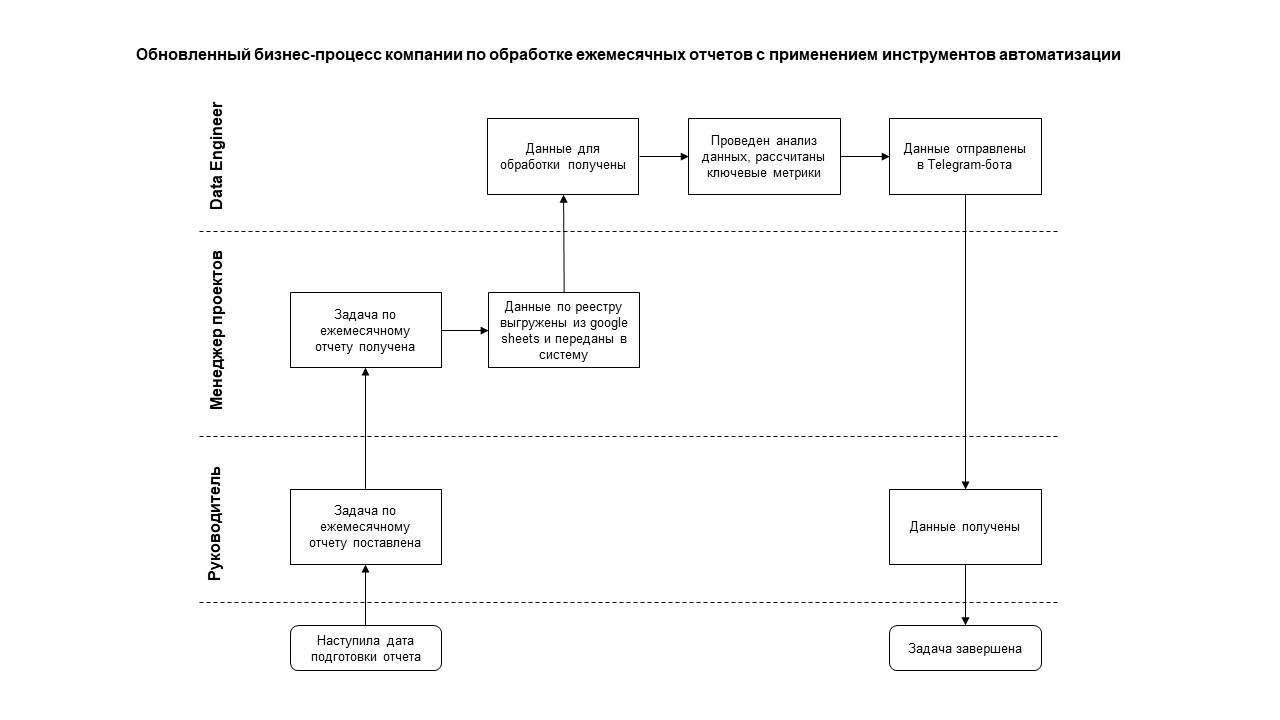 Обновленный бизнес-процесс компании по обработке ежемесячных отчетов с применением инструментов автоматизации
Data Engineer
Данные для
обработки получены
Проведен анализ
данных, рассчитаны
ключевые метрики
Данные отправлены
в Telegram-бота
Менеджер проектов
Задача по
ежемесячному
отчету получена
Данные по реестру
выгружены из google
sheets и переданы в
систему
Руководитель
Задача по
ежемесячному
отчету поставлена
Данные получены
Наступила дата
подготовки отчета
Задача завершена